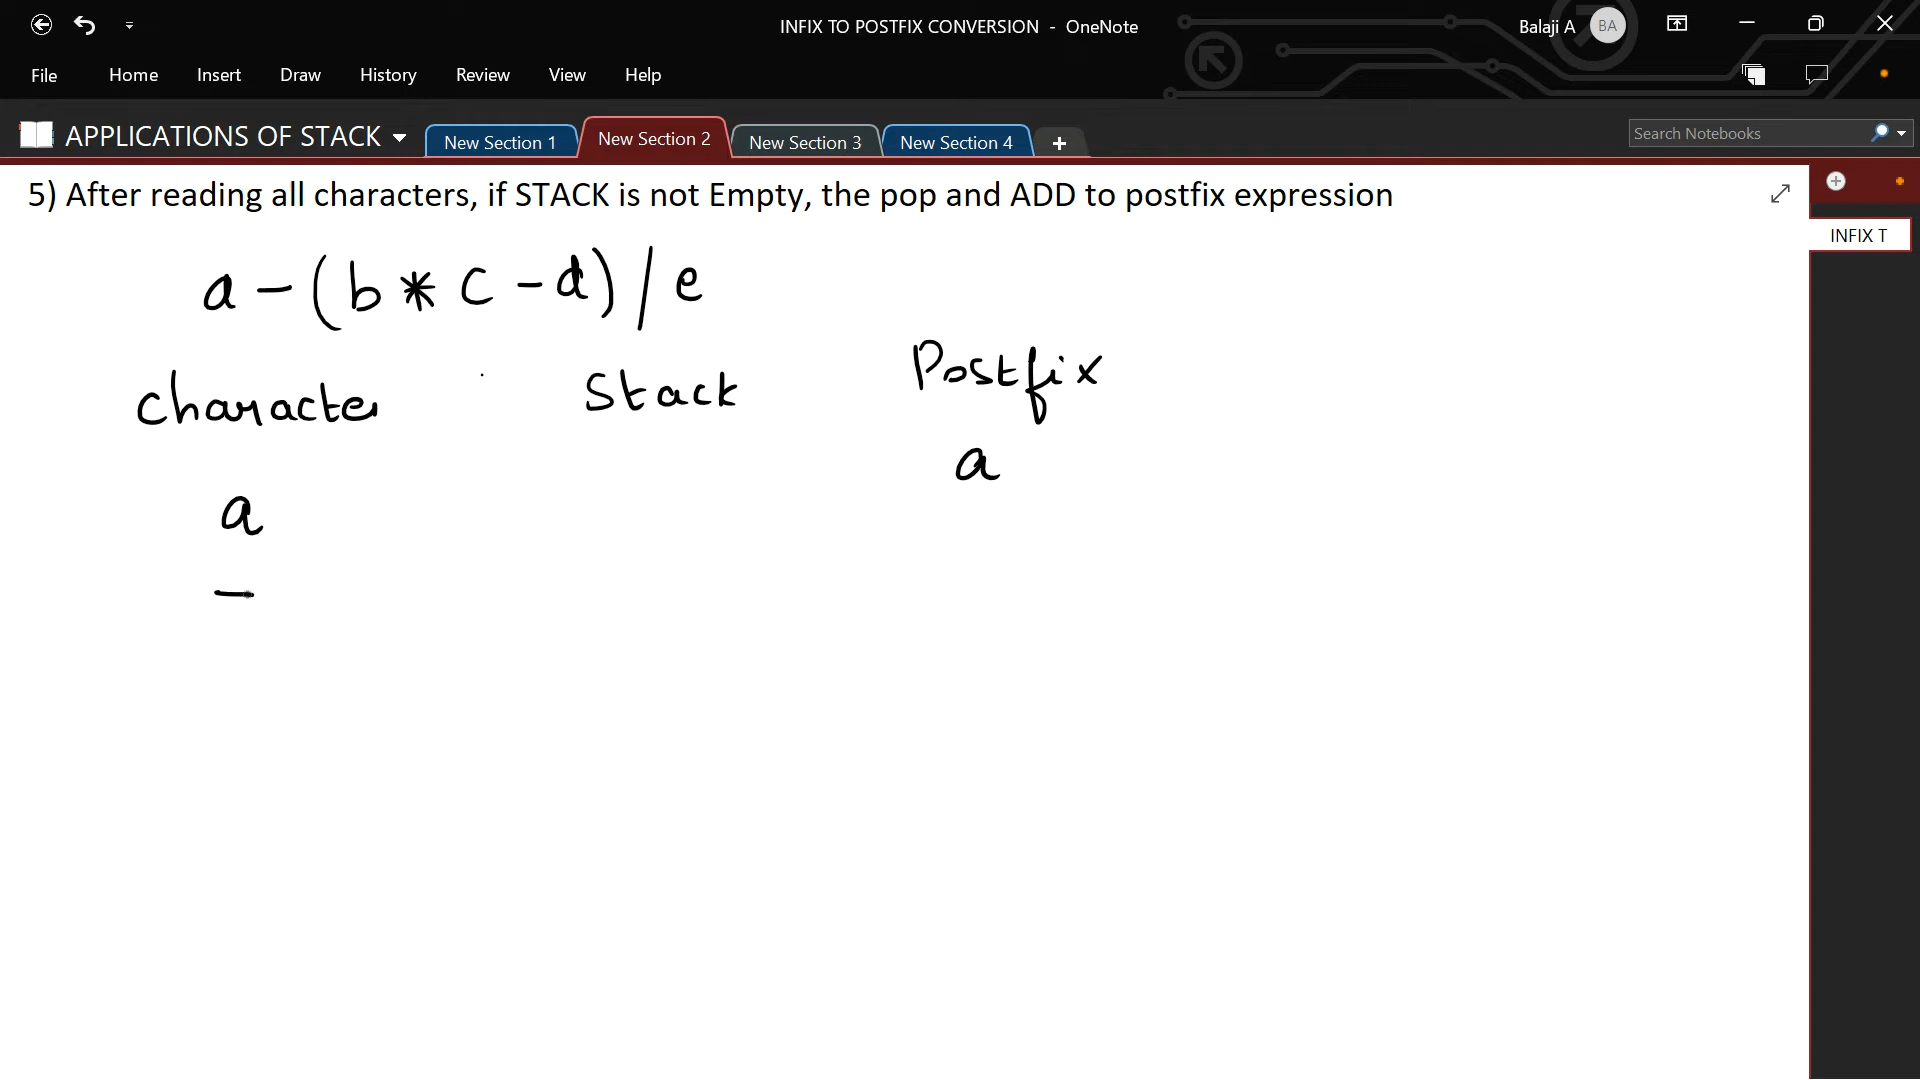 INFIX TO POSTFIX CONVERSION - OneNote
Balaji A BA
File Home Insert Draw History Review View Help
APPLICATIONS OF STACK New Section 1 New Section 2 New Section 3 New Section 4 +
Search Notebooks
5) After reading all characters, if STACK is not Empty, the pop and ADD to postfix expression
INFIX T
a - (b * c - d) / e
Character Stack Postfix
a
a
-